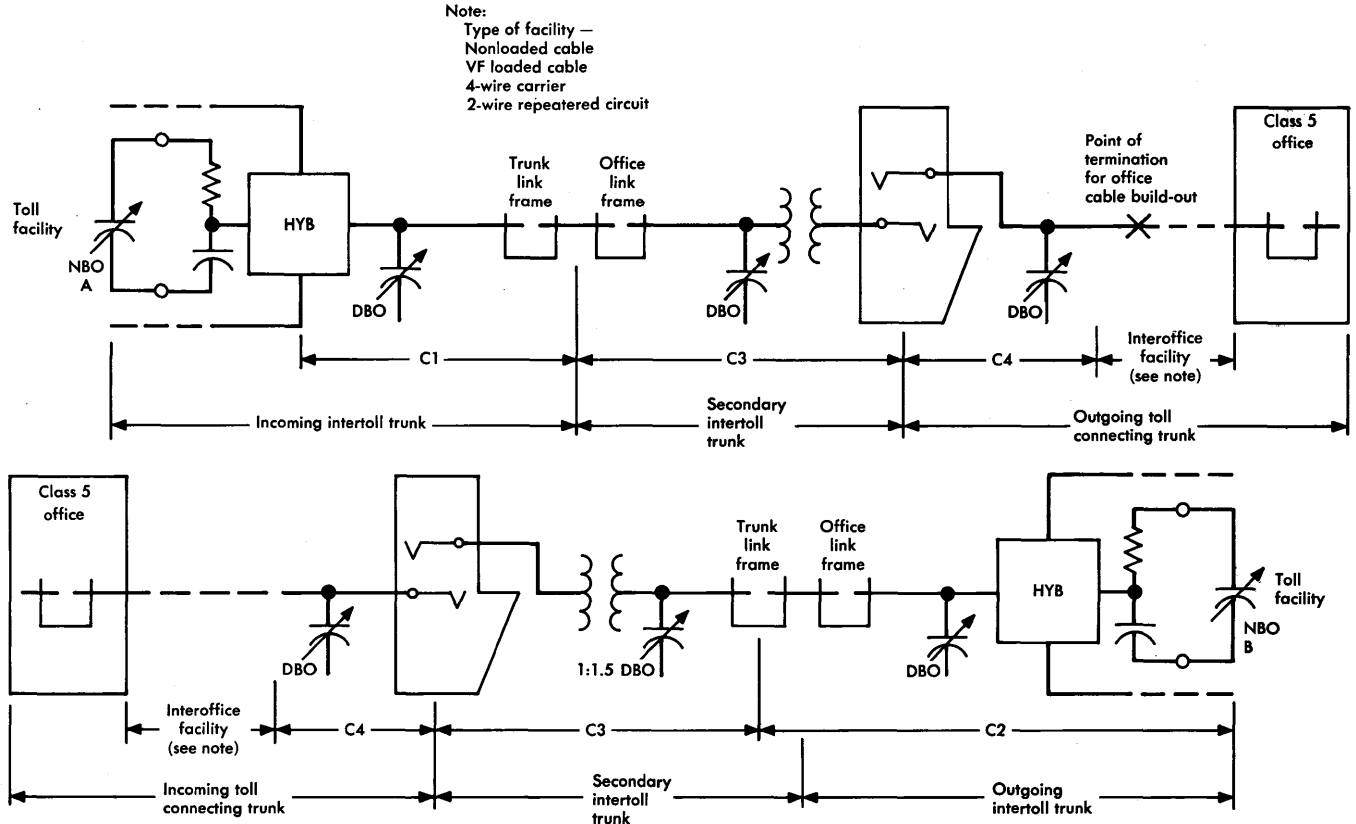 Note:
Type of facility —
Nonloaded cable
VF loaded cable
4-wire carrier
2-wire repeatered circuit
Toll
facility
NBO
A
HYB
DBO
Trunk
link
frame
Office
link
frame
DBO
DBO
Point of
termination
for office
cable build-out
Class 5
office
C1
C3
C4
Interoffice
facility
(see note)
Incoming intertoll trunk
Secondary
intertoll
trunk
Outgoing toll
connecting trunk
Class 5
office
DBO
1:1.5 DBO
Trunk
link
frame
Office
link
frame
DBO
HYB
Toll
facility
NBO
B
Interoffice
facility
(see note)
C4
C3
C2
Incoming toll
connecting trunk
Secondary
intertoll
trunk
Outgoing
intertoll trunk